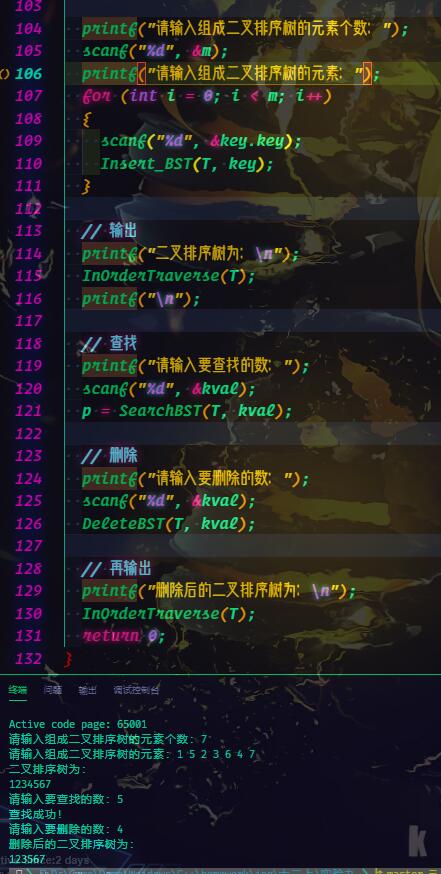 103
104 printf("请输入组成二叉排序树的元素个数: ");
105 scanf("%d", &m);
106 printf("请输入组成二叉排序树的元素: ");
107 for (int i = 0; i < m; i++)
108 {
109 scanf("%d", &key.key);
110 Insert_BST(T, key);
111 }
112
113 // 输出
114 printf("二叉排序树为: \n");
115 InOrderTraverse(T);
116 printf("\n");
117
118 // 查找
119 printf("请输入要查找的数: ");
120 scanf("%d", &kval);
121 p = SearchBST(T, kval);
122
123 // 删除
124 printf("请输入要删除的数: ");
125 scanf("%d", &kval);
126 DeleteBST(T, kval);
127
128 // 再输出
129 printf("删除后的二叉排序树为: \n");
130 InOrderTraverse(T);
131 return 0;
132 }
终端 问题 输出 调试控制台
Active code page: 65001
请输入组成二叉排序树的元素个数: 7
请输入组成二叉排序树的元素: 1 5 2 3 6 4 7
二叉排序树为:
1234567
请输入要查找的数: 5
查找成功!
请输入要删除的数: 4
删除后的二叉排序树为:
123567
2 days
k
master